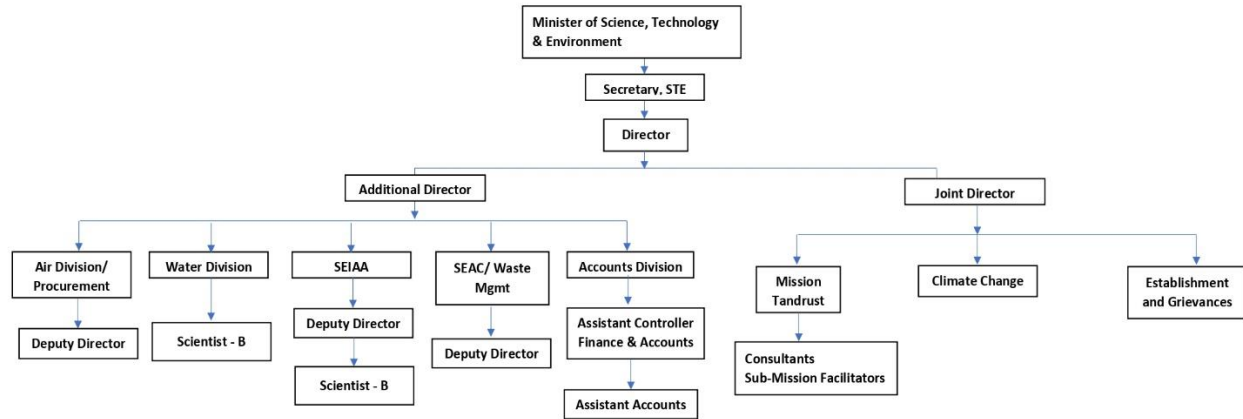 Minister of Science, Technology
& Environment
Secretary, STE
Director
Additional Director
Joint Director
Air Division/
Procurement
Water Division
SEIAA
SEAC/ Waste
Mgmt
Accounts Division
Mission
Tandrust
Climate Change
Establishment
and Grievances
Deputy Director
Scientist - B
Deputy Director
Deputy Director
Assistant Controller
Finance & Accounts
Consultants
Sub-Mission Facilitators
Scientist - B
Assistant Accounts